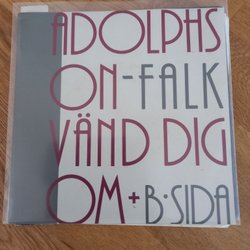 ADOLPHS
ON-FALK
VÄND DIG
OM+B·SIDA